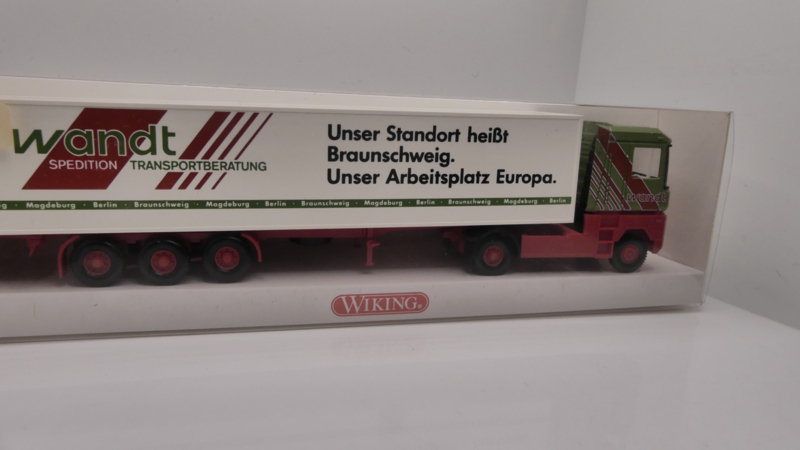 wandt
SPEDITION TRANSPORTBERATUNG
Unser Standort heißt
Braunschweig.
Unser Arbeitsplatz Europa.
Magdeburg · Berlin · Braunschweig · Magdeburg · Berlin · Braunschweig · Magdeburg · Berlin · Braunschweig · Magdeburg · Berlin
WIKING®